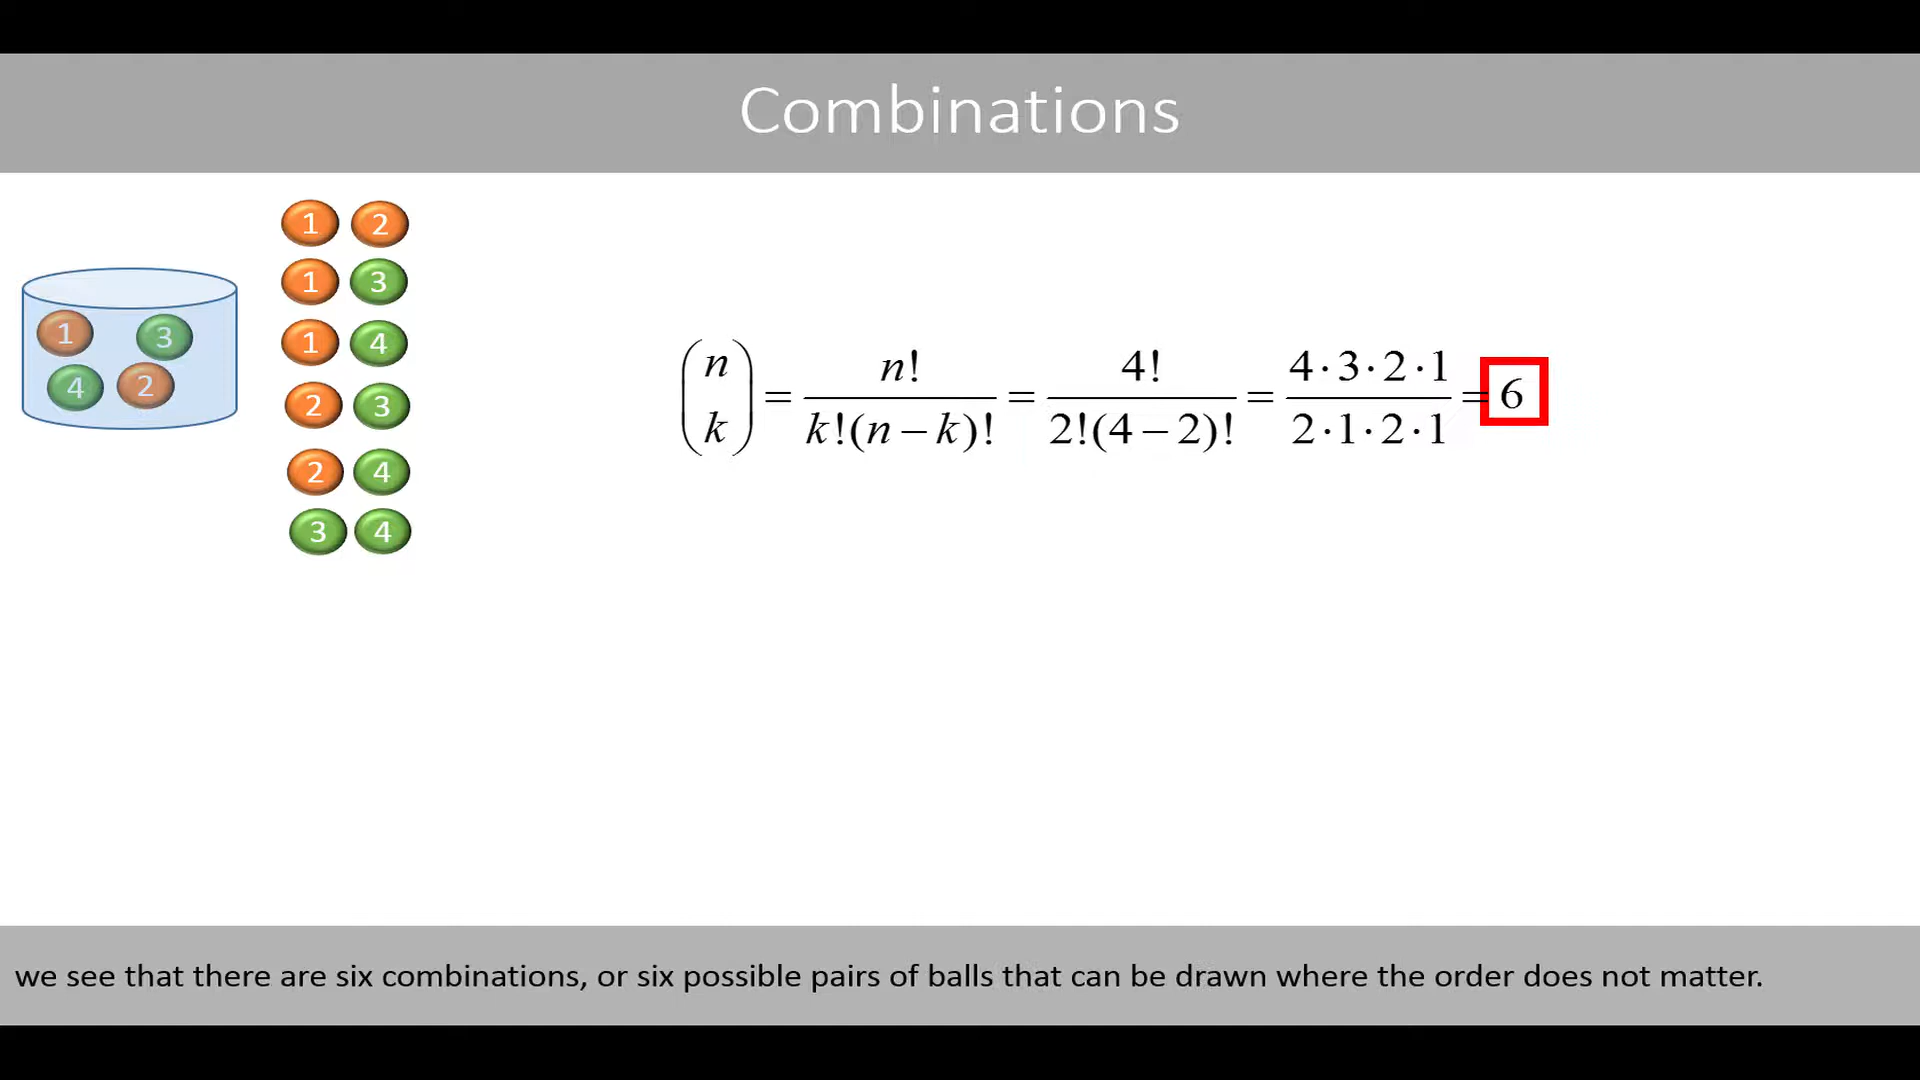 Combinations
1 2
1 3
1 4
2 3
2 4
3 4
1 3
4 2
(n k) = n! / k!(n − k)! = 4! / 2!(4 − 2)! = 4·3·2·1 / 2·1·2·1 = 6
we see that there are six combinations, or six possible pairs of balls that can be drawn where the order does not matter.